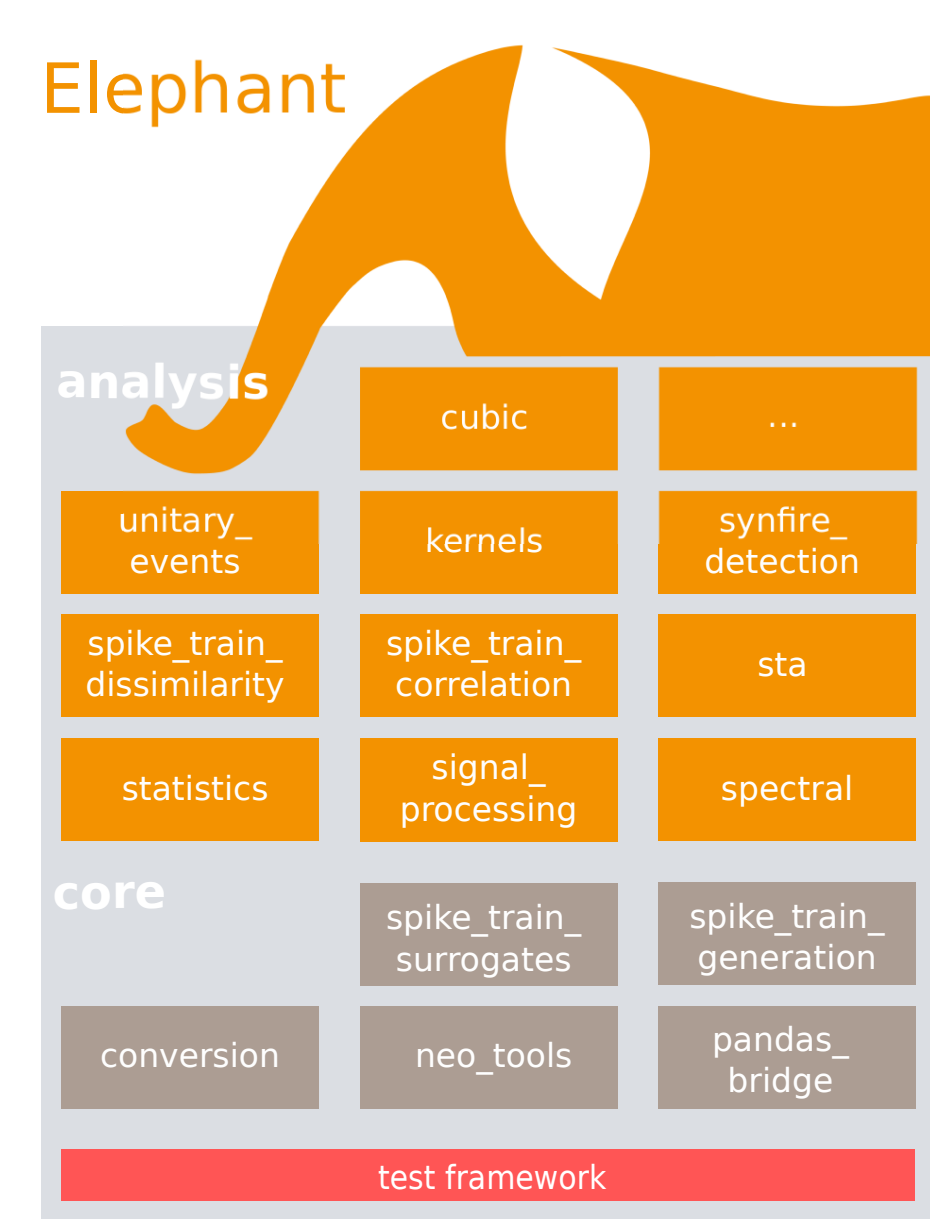 Elephant
analysis
cubic
...
unitary_
events
kernels
synfire_
detection
spike_train_
dissimilarity
spike_train_
correlation
sta
statistics
signal_
processing
spectral
core
spike_train_
surrogates
spike_train_
generation
conversion
neo_tools
pandas_
bridge
test framework